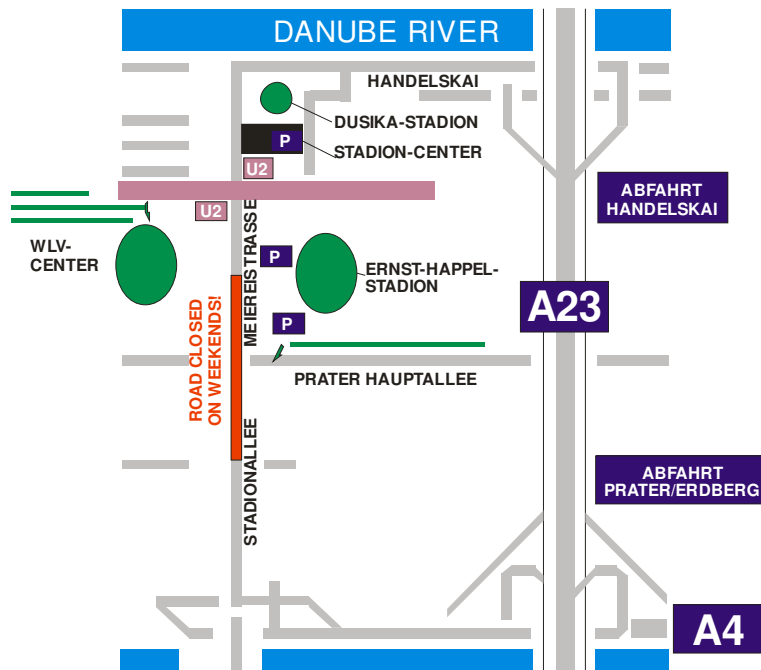 DANUBE RIVER
HANDELSKAI
DUSIKA-STADION
P
STADION-CENTER
U2
ABFAHRT
HANDELSKAI
U2
WLV-
CENTER
MEIEREISTRASSE
P
ERNST-HAPPEL-
STADION
A23
ROAD CLOSED
ON WEEKENDS!
P
PRATER HAUPTALLEE
STADIONALLEE
ABFAHRT
PRATER/ERDBERG
A4